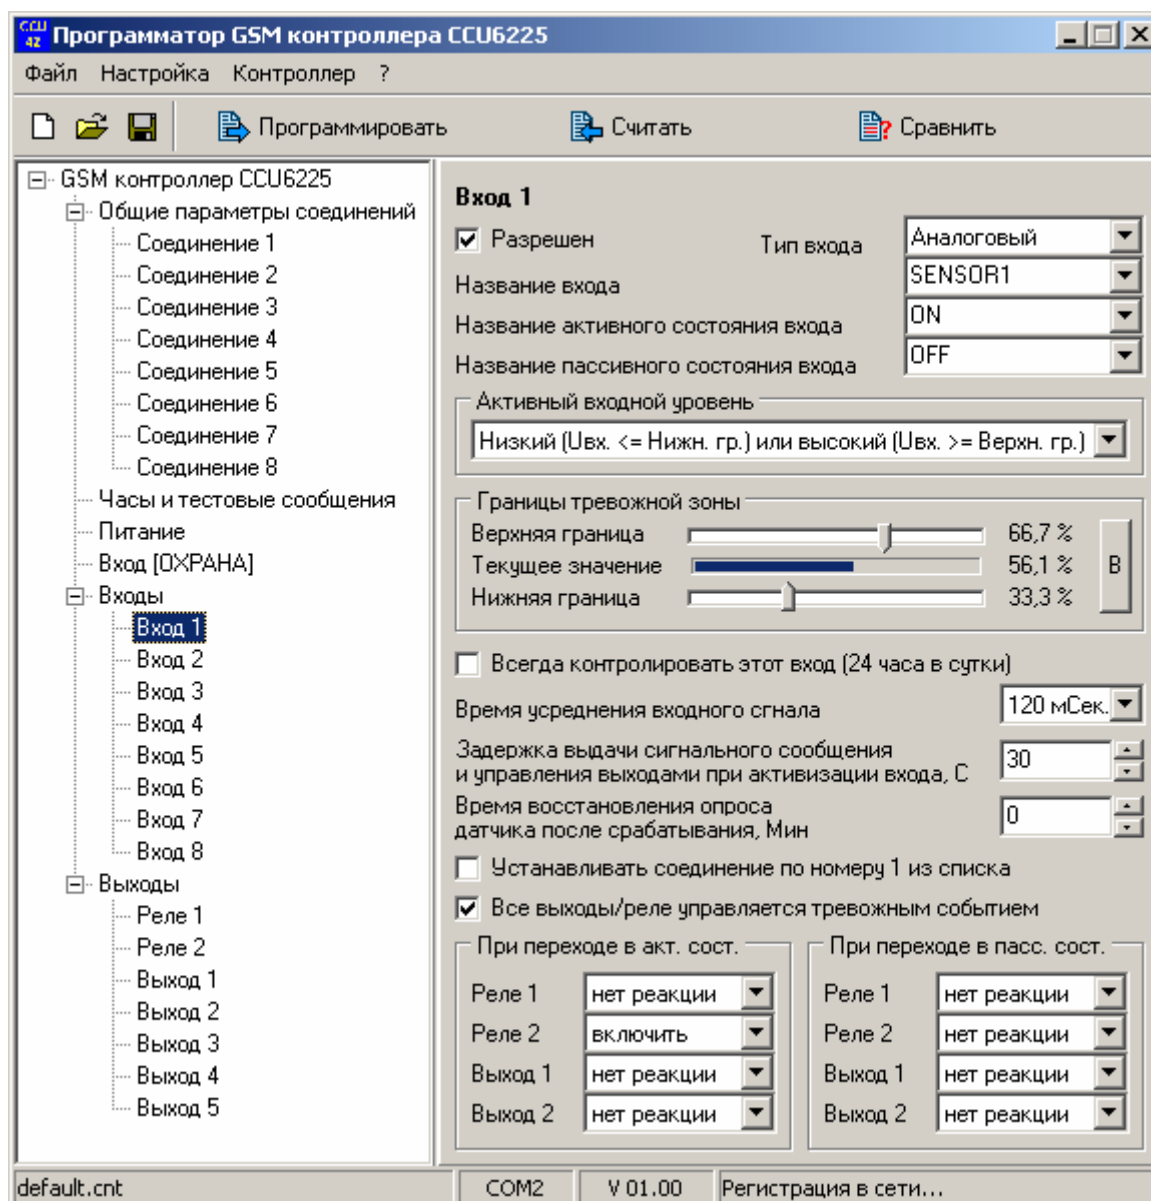 CCU 42 Программатор GSM контроллера CCU6225
Файл Настройка Контроллер ?
Программировать Считать Сравнить
GSM контроллер CCU6225
Общие параметры соединений
Соединение 1
Соединение 2
Соединение 3
Соединение 4
Соединение 5
Соединение 6
Соединение 7
Соединение 8
Часы и тестовые сообщения
Питание
Вход [ОХРАНА]
Входы
Вход 1
Вход 2
Вход 3
Вход 4
Вход 5
Вход 6
Вход 7
Вход 8
Выходы
Реле 1
Реле 2
Выход 1
Выход 2
Выход 3
Выход 4
Выход 5
Вход 1
Разрешен Тип входа Аналоговый
Название входа SENSOR1
Название активного состояния входа ON
Название пассивного состояния входа OFF
Активный входной уровень
Низкий (Uвх. <= Нижн. гр.) или высокий (Uвх. >= Верхн. гр.)
Границы тревожной зоны
Верхняя граница 66,7 %
Текущее значение 56,1 % В
Нижняя граница 33,3 %
Всегда контролировать этот вход (24 часа в сутки)
Время усреднения входного сгнала 120 мСек.
Задержка выдачи сигнального сообщения
и управления выходами при активизации входа, С 30
Время восстановления опроса
датчика после срабатывания, Мин 0
Устанавливать соединение по номеру 1 из списка
Все выходы/реле управляется тревожным событием
При переходе в акт. сост.
Реле 1 нет реакции
Реле 2 включить
Выход 1 нет реакции
Выход 2 нет реакции
При переходе в пасс. сост.
Реле 1 нет реакции
Реле 2 нет реакции
Выход 1 нет реакции
Выход 2 нет реакции
default.cnt COM2 V 01.00 Регистрация в сети...